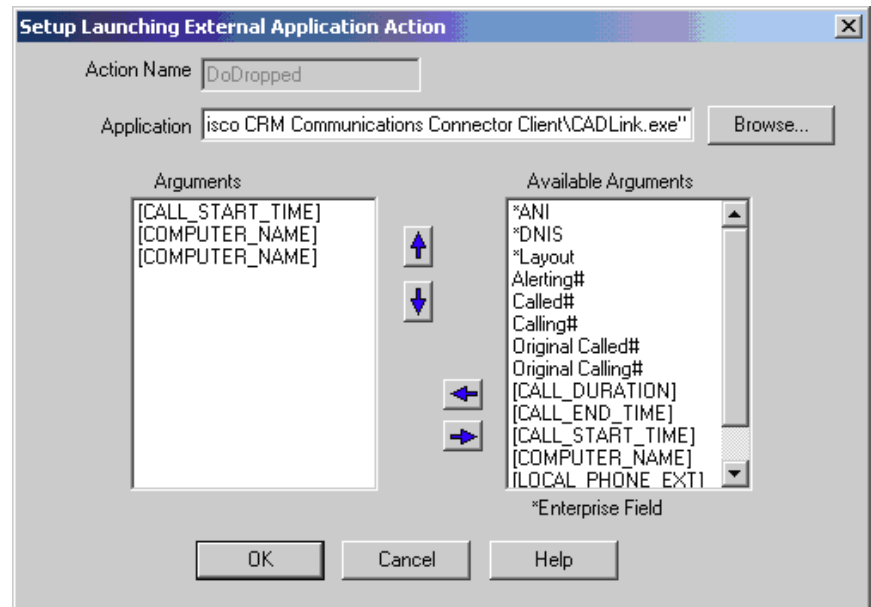 Setup Launching External Application Action
Action Name DoDropped
Application isco CRM Communications Connector Client\CADLink.exe" Browse...
Arguments
[CALL_START_TIME]
[COMPUTER_NAME]
[COMPUTER_NAME]
Available Arguments
*ANI
*DNIS
*Layout
Alerting#
Called#
Calling#
Original Called#
Original Calling#
[CALL_DURATION]
[CALL_END_TIME]
[CALL_START_TIME]
[COMPUTER_NAME]
[LOCAL_PHONE_EXT]
*Enterprise Field
OK Cancel Help